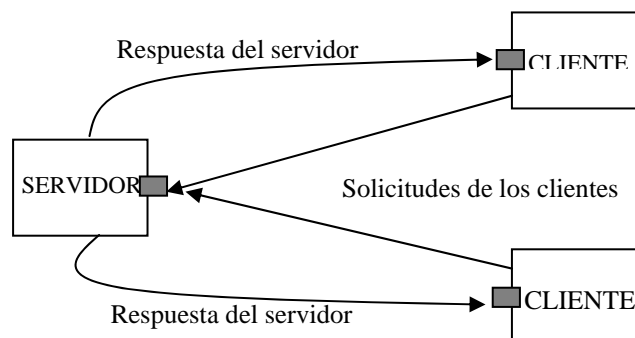 Respuesta del servidor
CLIENTE
SERVIDOR
Solicitudes de los clientes
CLIENTE
Respuesta del servidor